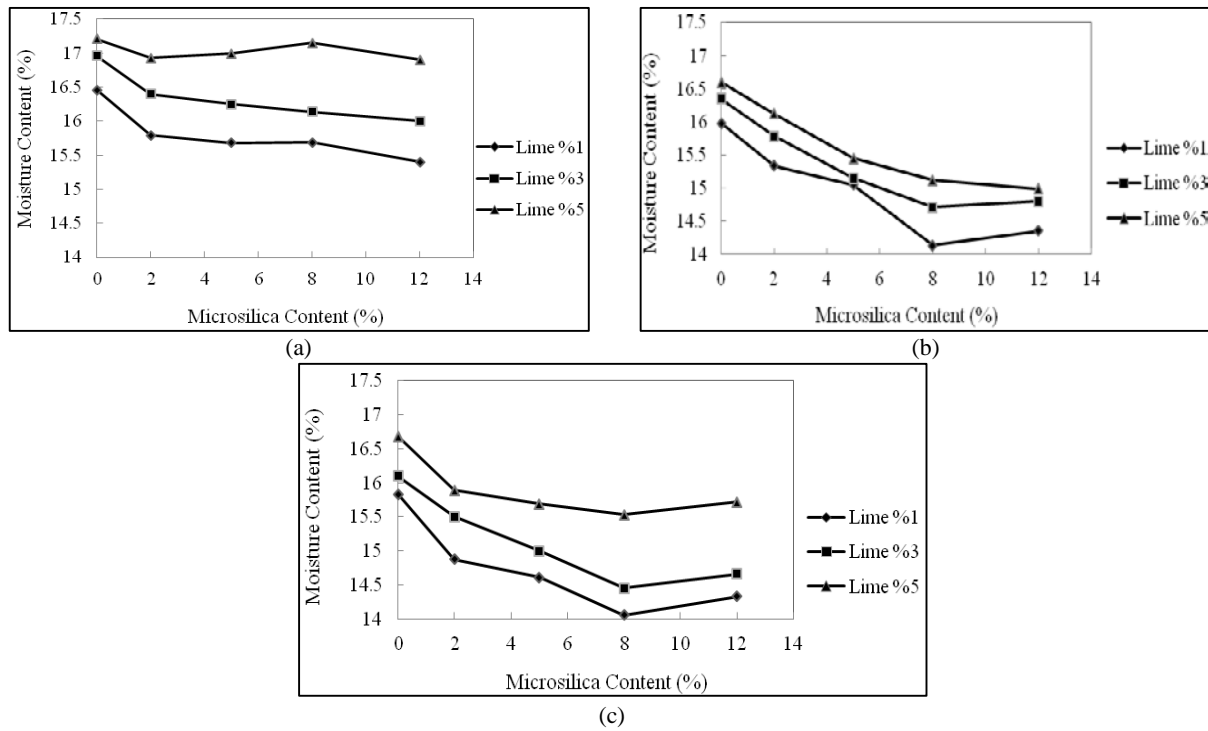 17.5
17
16.5
16
15.5
15
14.5
14
Moisture Content (%)
0 2 4 6 8 10 12 14
Microsilica Content (%)
Lime %1
Lime %3
Lime %5
(a)
17.5
17
16.5
16
15.5
15
14.5
14
Moisture Content (%)
0 2 4 6 8 10 12 14
Microsilica Content (%)
Lime %1
Lime %3
Lime %5
(b)
17.5
17
16.5
16
15.5
15
14.5
14
Moisture Content (%)
0 2 4 6 8 10 12 14
Microsilica Content (%)
Lime %1
Lime %3
Lime %5
(c)